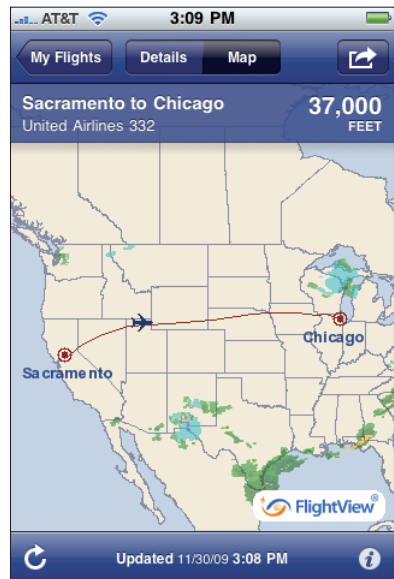 AT&T 3:09 PM
My Flights Details Map
Sacramento to Chicago 37,000
United Airlines 332 FEET
Chicago
Sacramento
FlightView®
Updated 11/30/09 3:08 PM